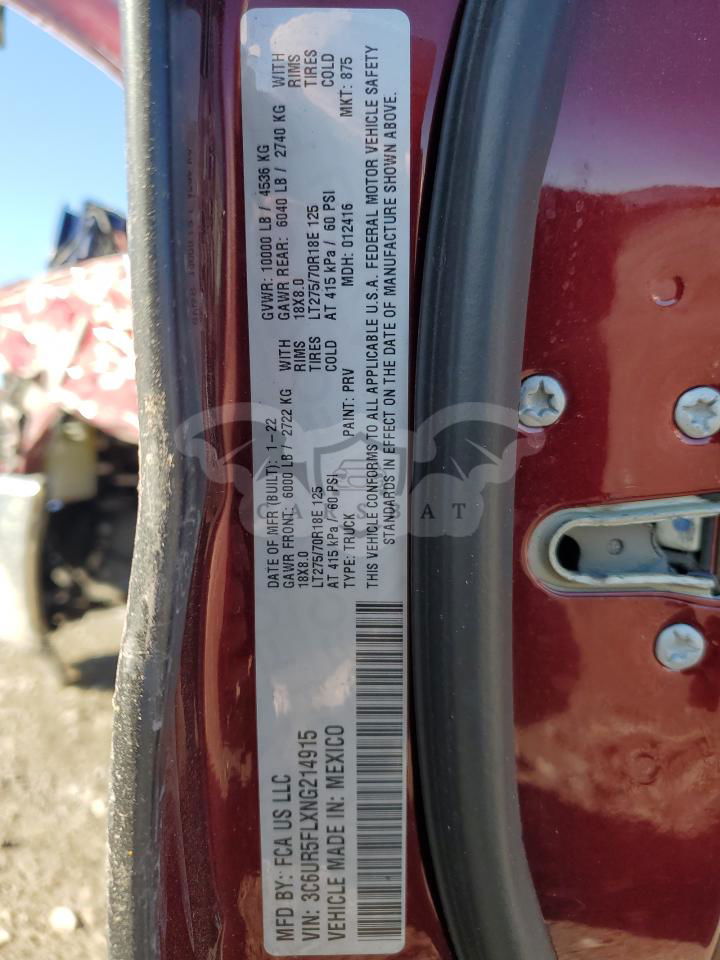 MFD BY: FCA US LLC
DATE OF MFR (BUILT): 1-22
GVWR: 10000 LB / 4536 KG
GAWR FRONT: 6000 LB / 2722 KG WITH
GAWR REAR: 6040 LB / 2740 KG WITH
18X8.0 RIMS
18X8.0 RIMS
LT275/70R18E 125 TIRES
LT275/70R18E 125 TIRES
AT 415 kPa / 60 PSI COLD
AT 415 kPa / 60 PSI COLD
VIN: 3C6UR5FLXNG214915
TYPE: TRUCK PAINT: PRV MDH: 012416 MKT: 875
VEHICLE MADE IN: MEXICO
THIS VEHICLE CONFORMS TO ALL APPLICABLE U.S.A. FEDERAL MOTOR VEHICLE SAFETY
STANDARDS IN EFFECT ON THE DATE OF MANUFACTURE SHOWN ABOVE.
CARSBAT